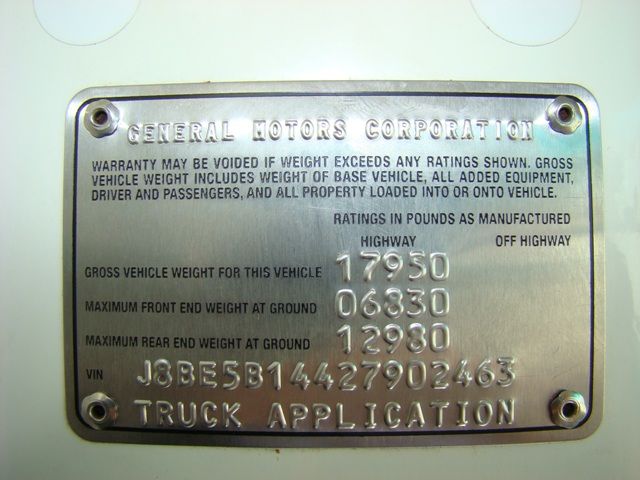 GENERAL MOTORS CORPORATION
WARRANTY MAY BE VOIDED IF WEIGHT EXCEEDS ANY RATINGS SHOWN. GROSS
VEHICLE WEIGHT INCLUDES WEIGHT OF BASE VEHICLE, ALL ADDED EQUIPMENT,
DRIVER AND PASSENGERS, AND ALL PROPERTY LOADED INTO OR ONTO VEHICLE.
RATINGS IN POUNDS AS MANUFACTURED
HIGHWAY OFF HIGHWAY
GROSS VEHICLE WEIGHT FOR THIS VEHICLE 17950
MAXIMUM FRONT END WEIGHT AT GROUND 06830
MAXIMUM REAR END WEIGHT AT GROUND 12980
VIN J8BE5B14427902463
TRUCK APPLICATION